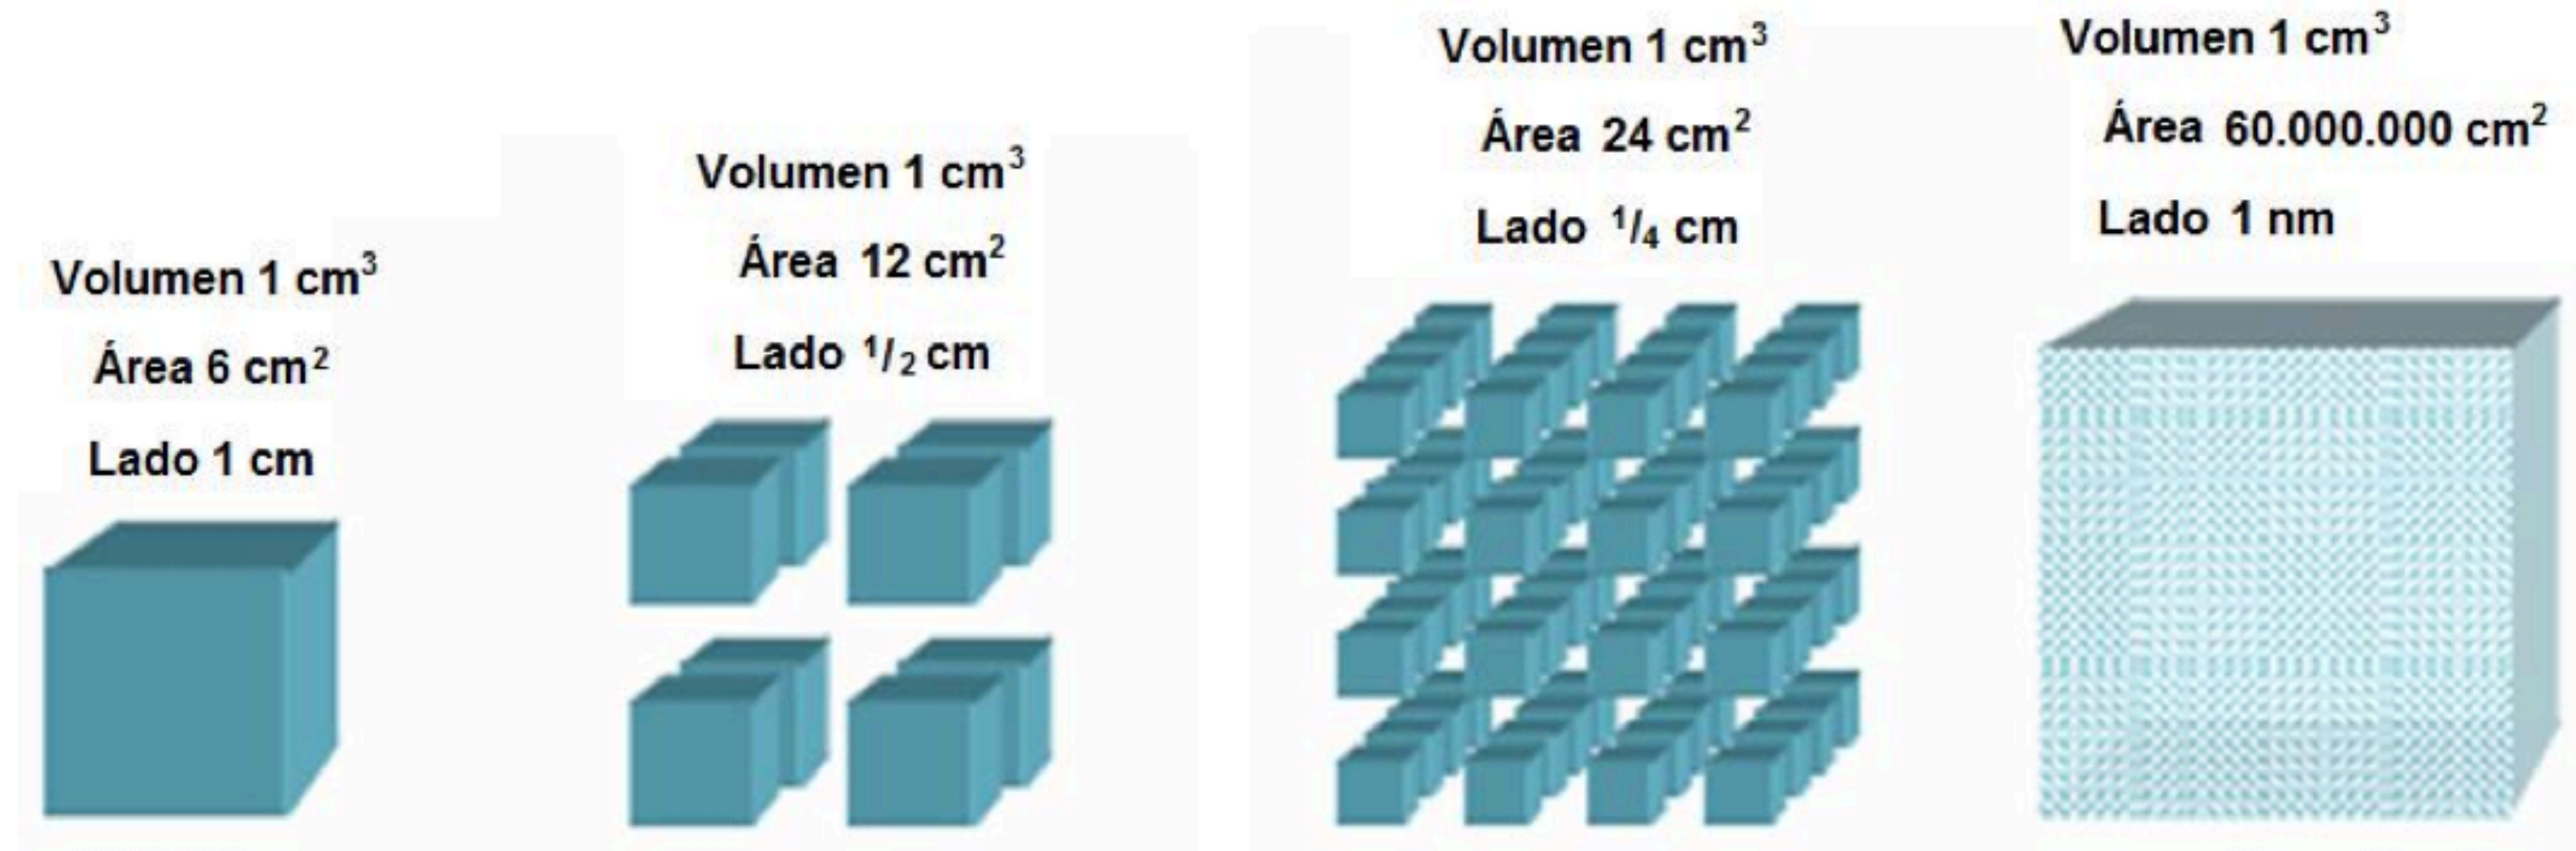 Volumen 1 cm³
Área 6 cm²
Lado 1 cm
Volumen 1 cm³
Área 12 cm²
Lado ¹/₂ cm
Volumen 1 cm³
Área 24 cm²
Lado ¹/₄ cm
Volumen 1 cm³
Área 60.000.000 cm²
Lado 1 nm